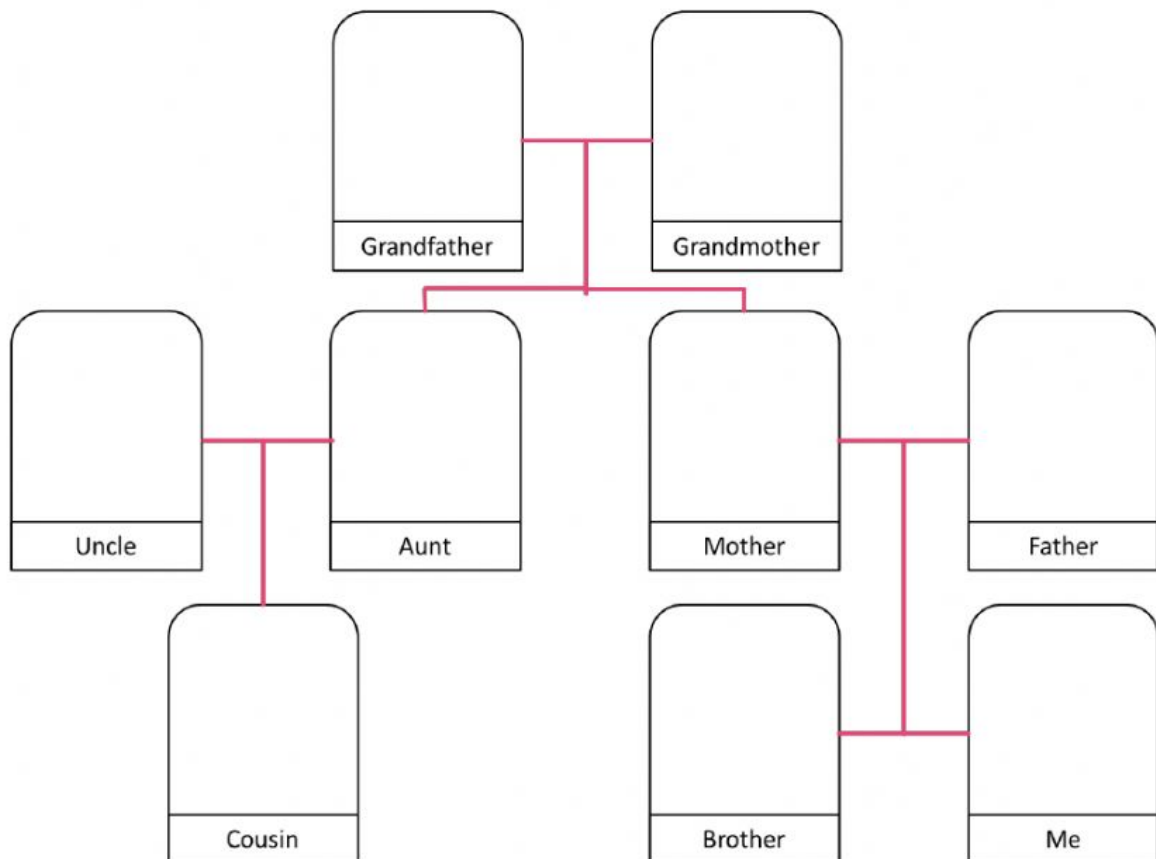 Grandfather
Grandmother
Uncle
Aunt
Mother
Father
Cousin
Brother
Me